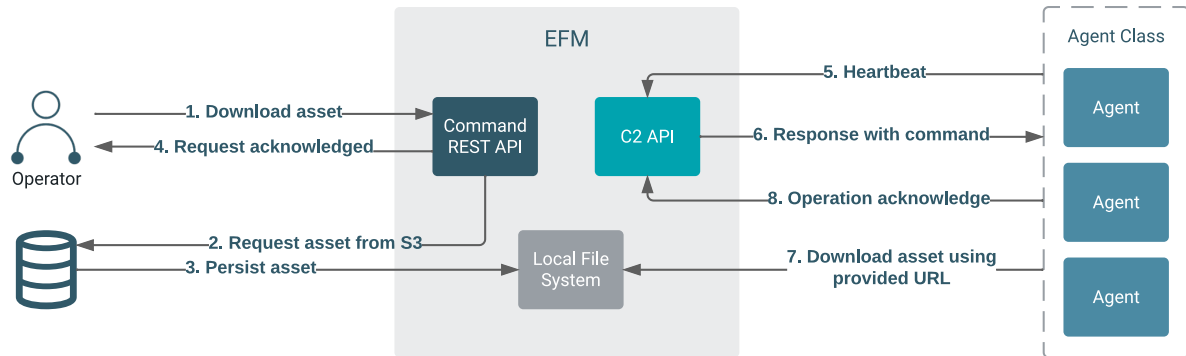 EFM
Agent Class
5. Heartbeat
1. Download asset
Command
REST API
C2 API
Agent
6. Response with command
4. Request acknowledged
Operator
8. Operation acknowledge
Agent
2. Request asset from S3
3. Persist asset
Local File
System
7. Download asset using
provided URL
Agent